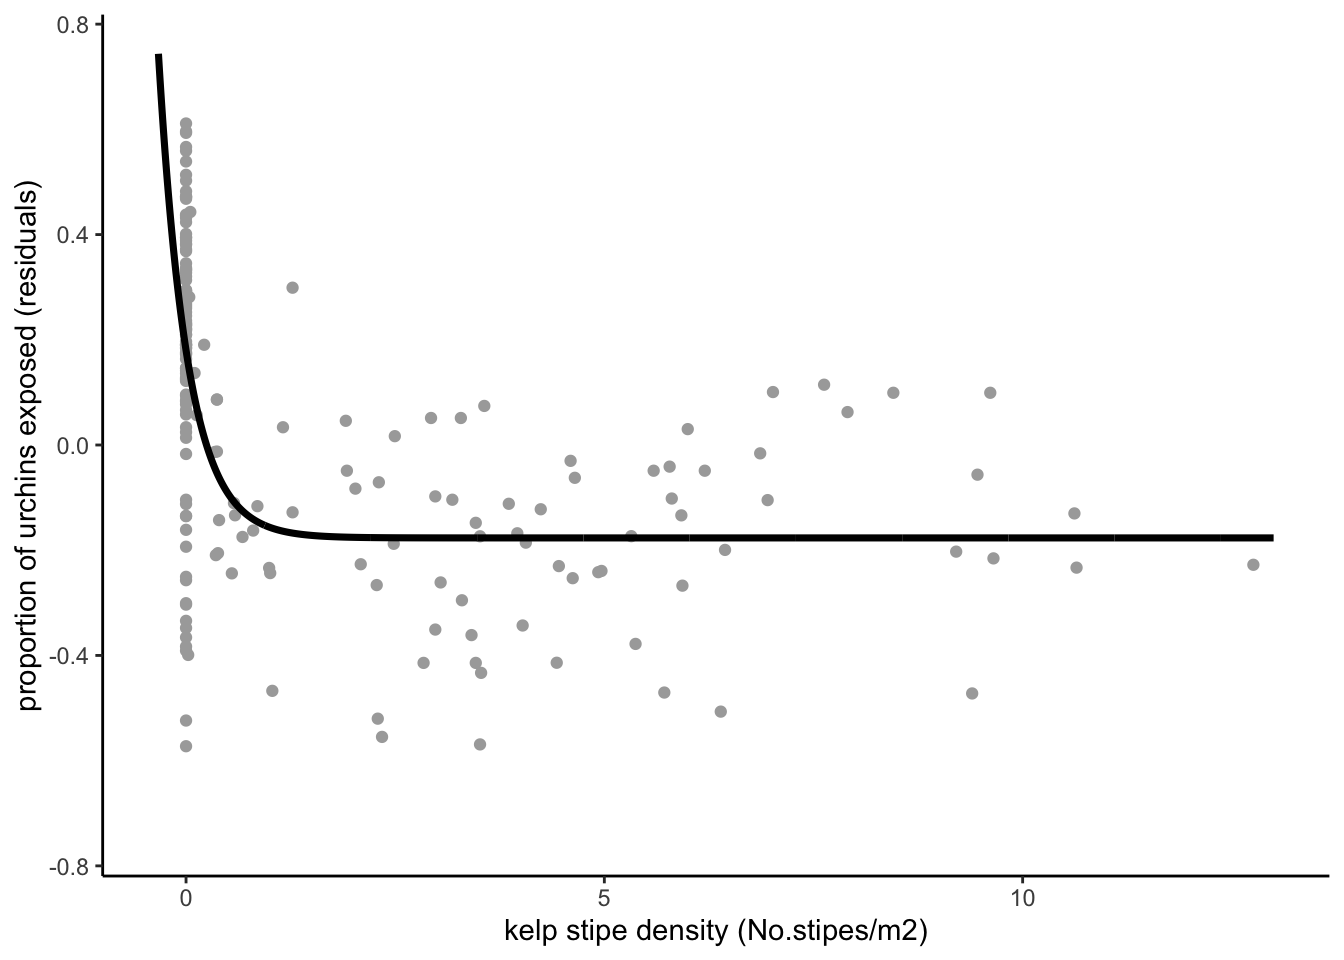 proportion of urchins exposed (residuals)
0.8
0.4
0.0
-0.4
-0.8
0 5 10
kelp stipe density (No.stipes/m2)